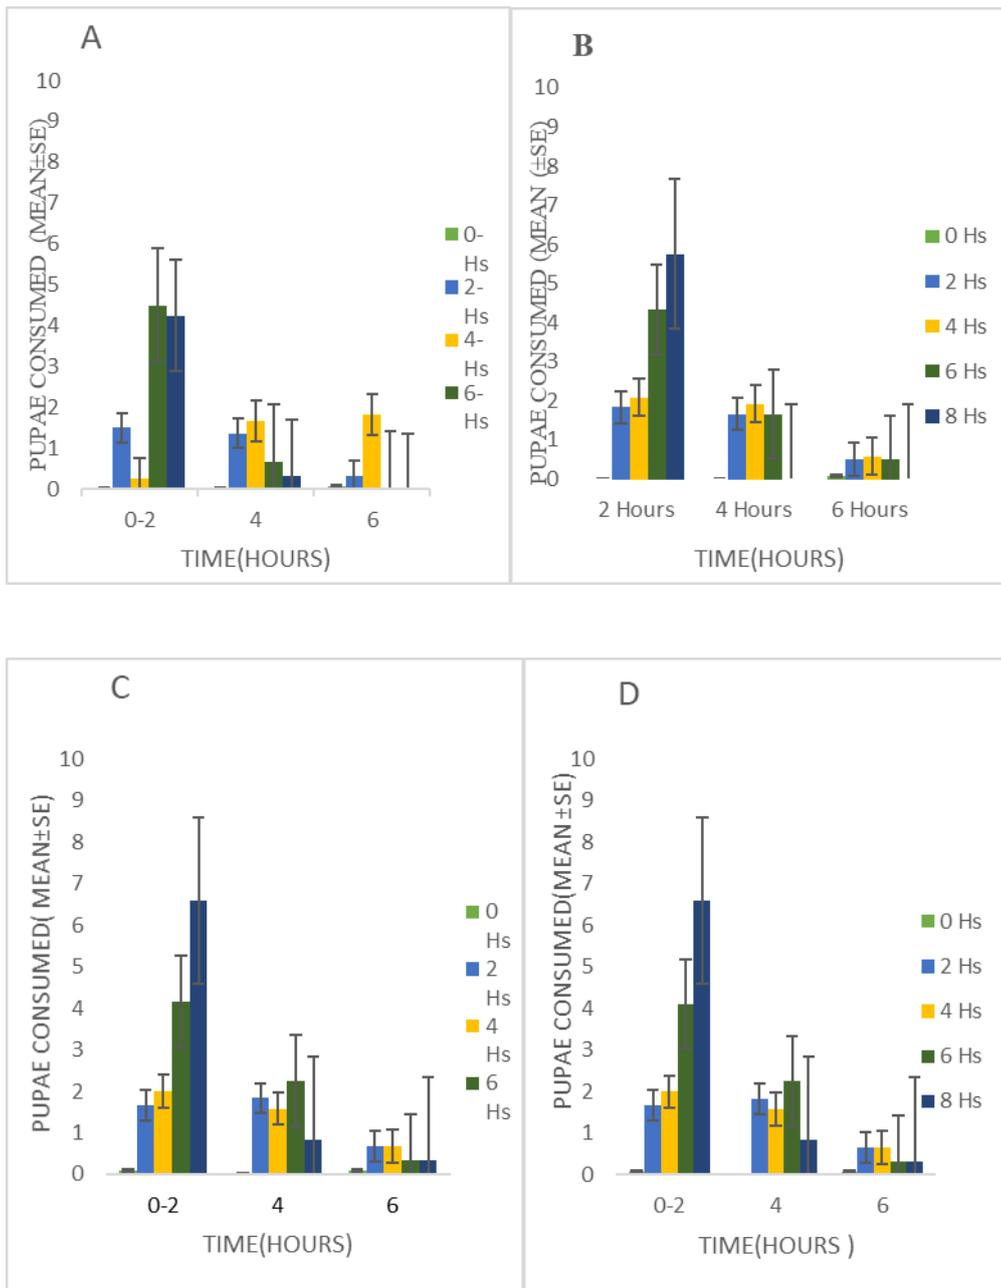 A
PUPAE CONSUMED (MEAN±SE)
10
9
8
7
6
5
4
3
2
1
0
0-2 4 6
TIME(HOURS)
0-
Hs
2-
Hs
4-
Hs
6-
Hs
B
PUPAE CONSUMED (MEAN (±SE)
10
9
8
7
6
5
4
3
2
1
0
2 Hours 4 Hours 6 Hours
TIME(HOURS)
0 Hs
2 Hs
4 Hs
6 Hs
8 Hs
C
PUPAE CONSUMED( MEAN±SE)
10
9
8
7
6
5
4
3
2
1
0
0-2 4 6
TIME(HOURS)
0
Hs
2
Hs
4
Hs
6
Hs
D
PUPAE CONSUMED(MEAN±SE)
10
9
8
7
6
5
4
3
2
1
0
0-2 4 6
TIME(HOURS )
0 Hs
2 Hs
4 Hs
6 Hs
8 Hs